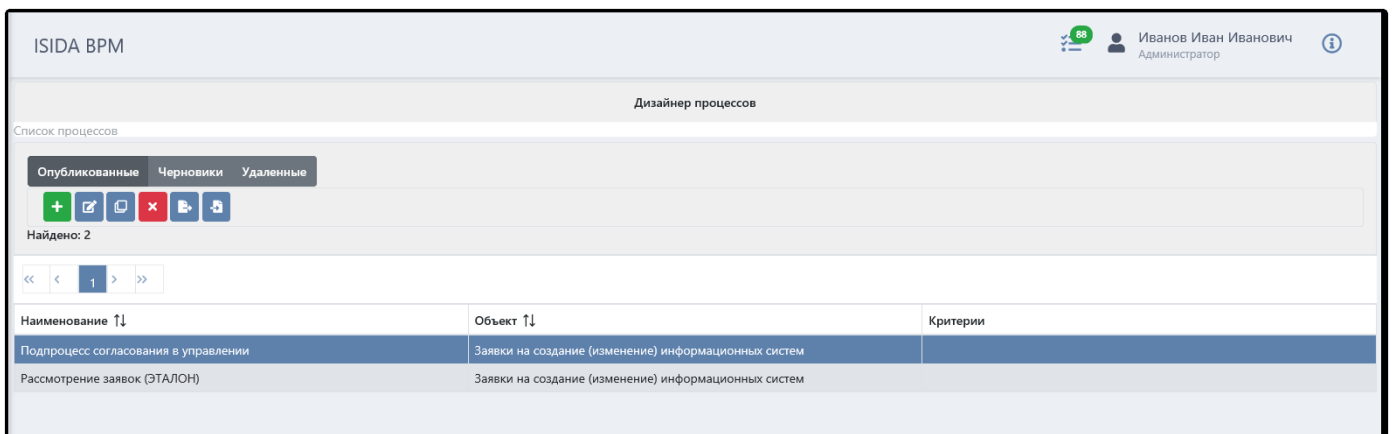 ISIDA BPM
88
Иванов Иван Иванович
Администратор
Дизайнер процессов
Список процессов
Опубликованные Черновики Удаленные
Найдено: 2
« < 1 > »
Наименование ↑↓ Объект ↑↓ Критерии
Подпроцесс согласования в управлении Заявки на создание (изменение) информационных систем
Рассмотрение заявок (ЭТАЛОН) Заявки на создание (изменение) информационных систем